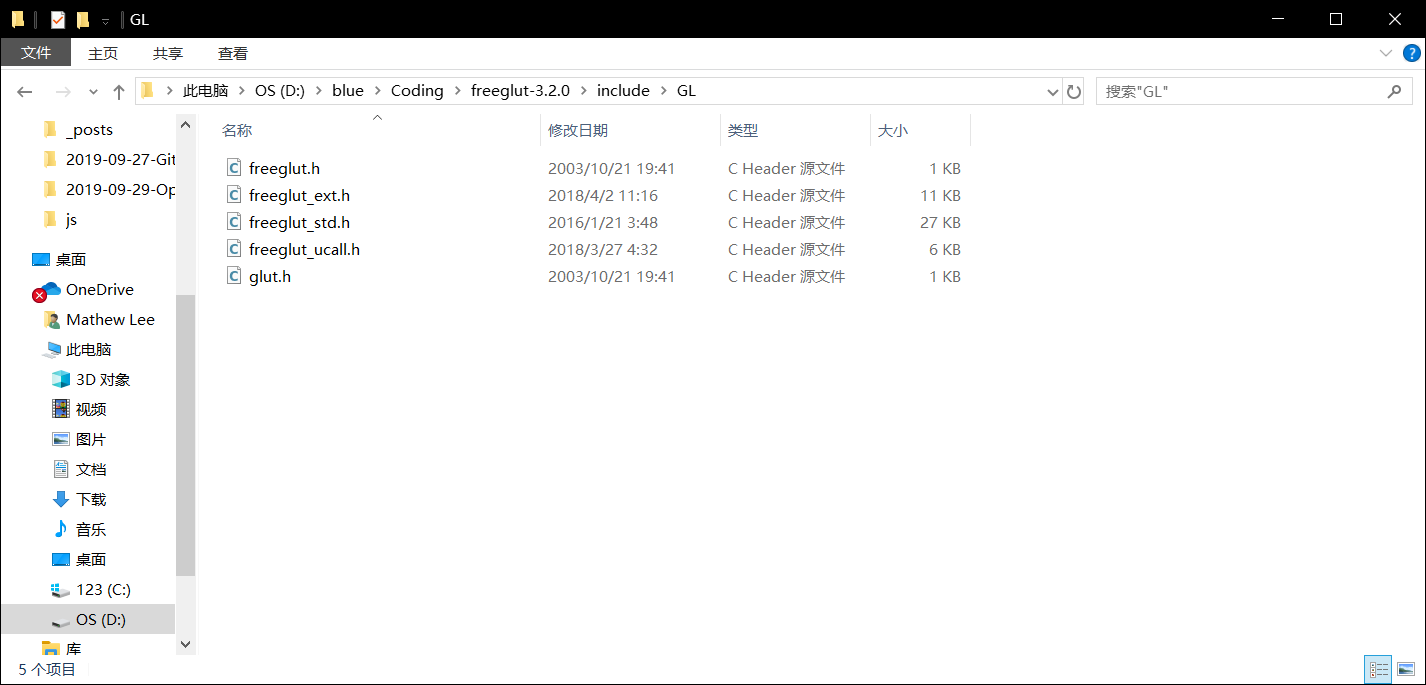 GL
文件 主页 共享 查看
此电脑 OS (D:) blue Coding freeglut-3.2.0 include GL 搜索"GL"
_posts
2019-09-27-Git
2019-09-29-Op
js
桌面
OneDrive
Mathew Lee
此电脑
3D 对象
视频
图片
文档
下载
音乐
桌面
123 (C:)
OS (D:)
库
名称 修改日期 类型 大小
freeglut.h 2003/10/21 19:41 C Header 源文件 1 KB
freeglut_ext.h 2018/4/2 11:16 C Header 源文件 11 KB
freeglut_std.h 2016/1/21 3:48 C Header 源文件 27 KB
freeglut_ucall.h 2018/3/27 4:32 C Header 源文件 6 KB
glut.h 2003/10/21 19:41 C Header 源文件 1 KB
5 个项目